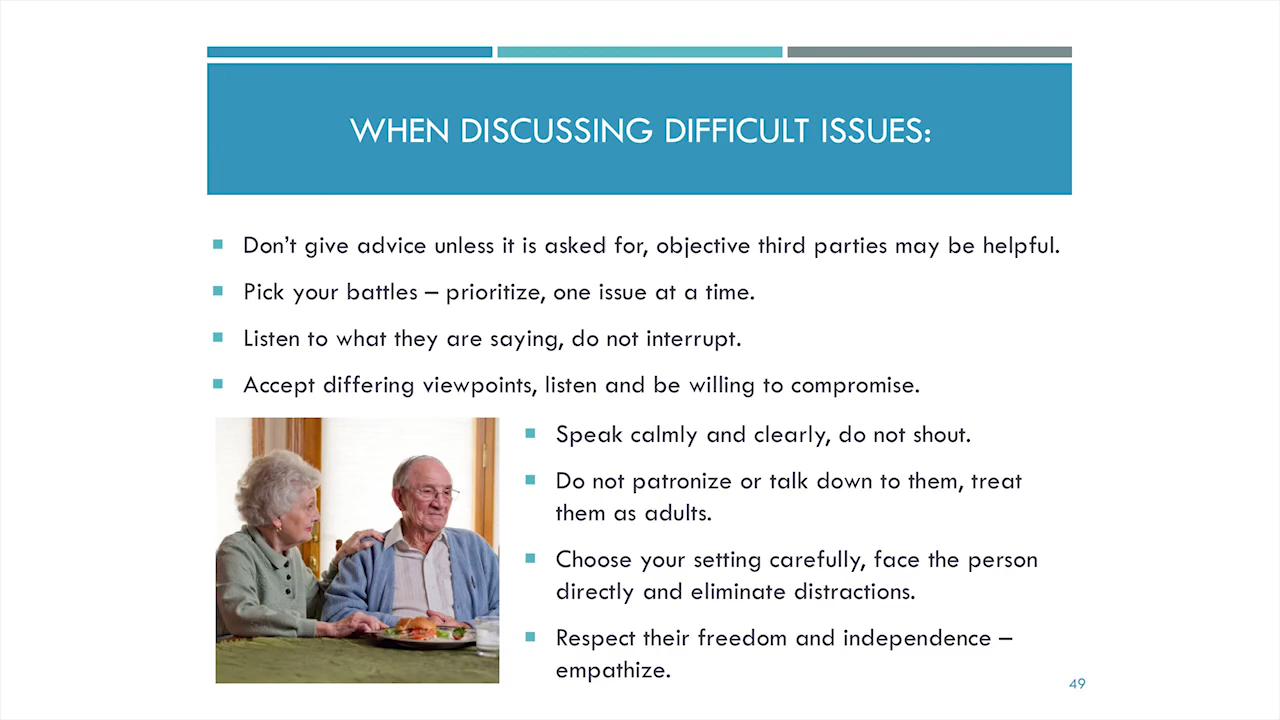 WHEN DISCUSSING DIFFICULT ISSUES:
Don’t give advice unless it is asked for, objective third parties may be helpful.
Pick your battles – prioritize, one issue at a time.
Listen to what they are saying, do not interrupt.
Accept differing viewpoints, listen and be willing to compromise.
Speak calmly and clearly, do not shout.
Do not patronize or talk down to them, treat
them as adults.
Choose your setting carefully, face the person
directly and eliminate distractions.
Respect their freedom and independence –
empathize.
49